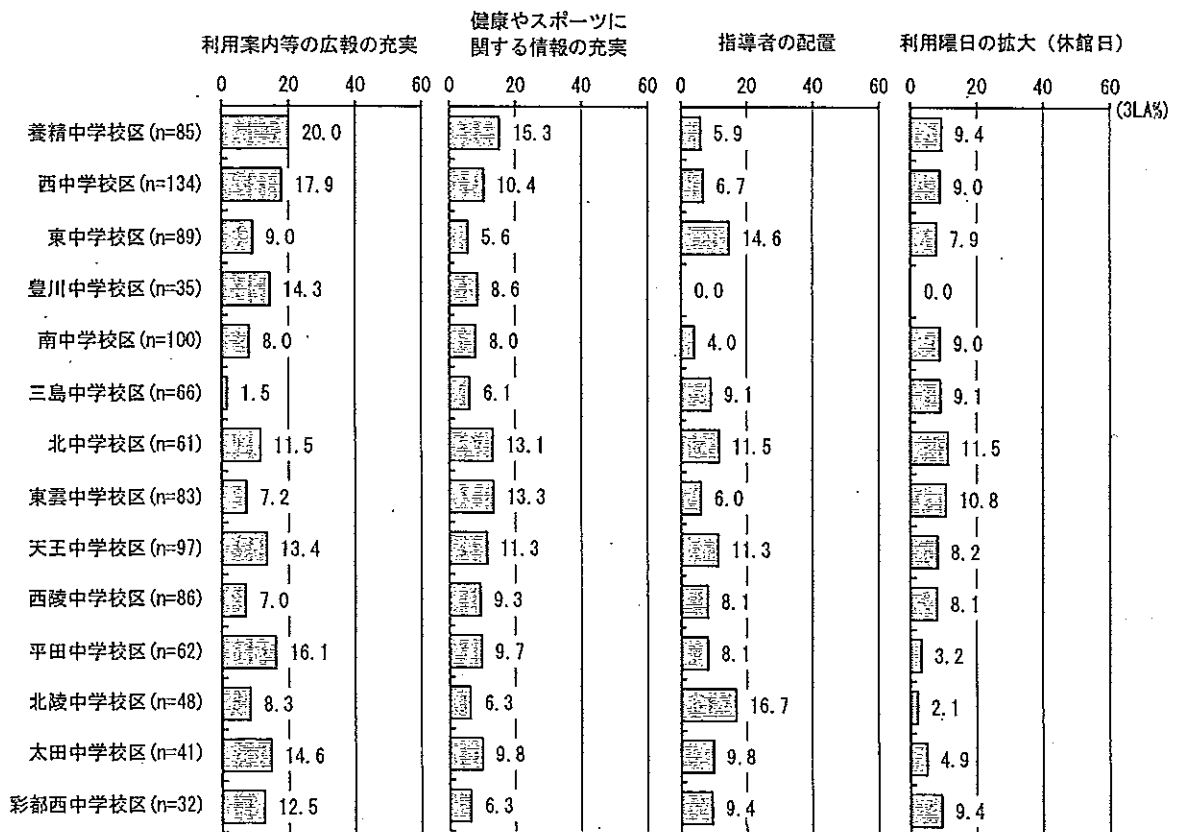 利用案内等の広報の充実
健康やスポーツに
関する情報の充実
指導者の配置
利用曜日の拡大（休館日）
0 20 40 60 0 20 40 60 0 20 40 60 0 20 40 60
(3LA%)
養精中学校区(n=85) 20.0 15.3 5.9 9.4
西中学校区(n=134) 17.9 10.4 6.7 9.0
東中学校区(n=89) 9.0 5.6 14.6 7.9
豊川中学校区(n=35) 14.3 8.6 0.0 0.0
南中学校区(n=100) 8.0 8.0 4.0 9.0
三島中学校区(n=66) 1.5 6.1 9.1 9.1
北中学校区(n=61) 11.5 13.1 11.5 11.5
東雲中学校区(n=83) 7.2 13.3 6.0 10.8
天王中学校区(n=97) 13.4 11.3 11.3 8.2
西陵中学校区(n=86) 7.0 9.3 8.1 8.1
平田中学校区(n=62) 16.1 9.7 8.1 3.2
北陵中学校区(n=48) 8.3 6.3 16.7 2.1
太田中学校区(n=41) 14.6 9.8 9.8 4.9
彩都西中学校区(n=32) 12.5 6.3 9.4 9.4